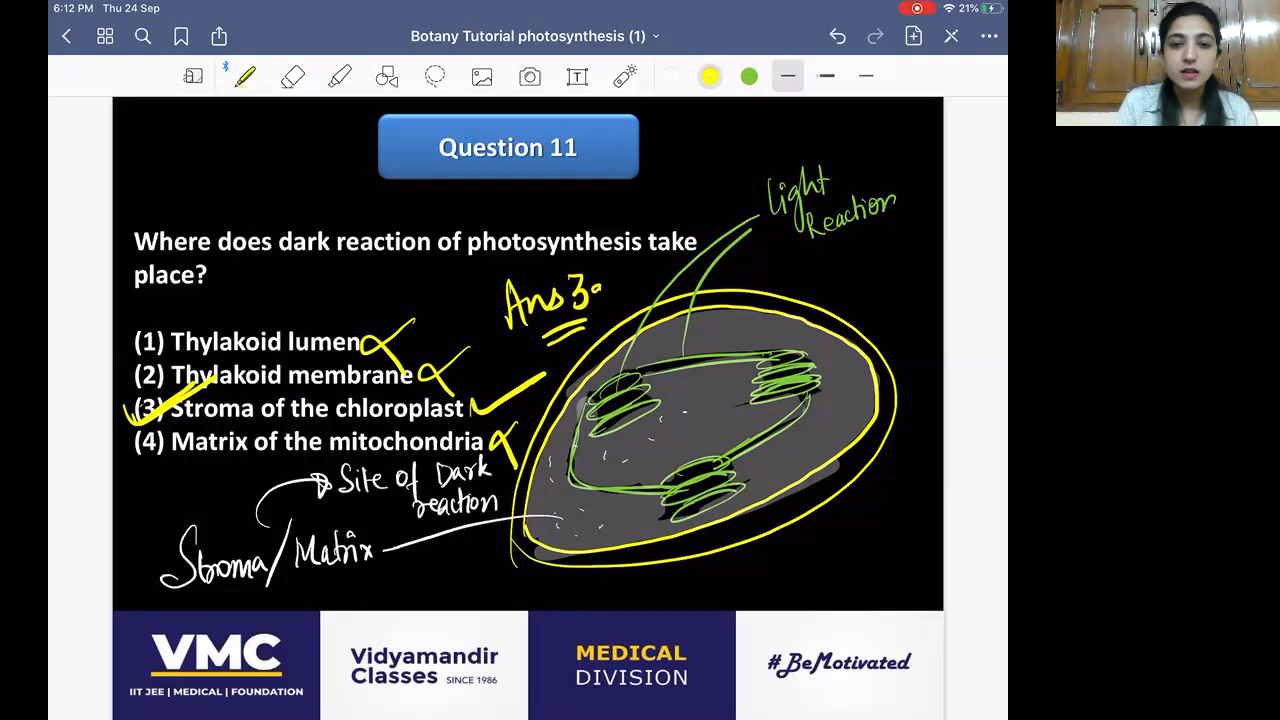 6:12 PM Thu 24 Sep
21%
Botany Tutorial photosynthesis (1)
T
Question 11
Light
Reaction
Where does dark reaction of photosynthesis take
place?
Ans 3.
(1) Thylakoid lumen
(2) Thylakoid membrane
(3) Stroma of the chloroplast
(4) Matrix of the mitochondria
Site of Dark
reaction
Stroma/Matrix
VMC
IIT JEE | MEDICAL | FOUNDATION
Vidyamandir
Classes SINCE 1986
MEDICAL
DIVISION
#BeMotivated